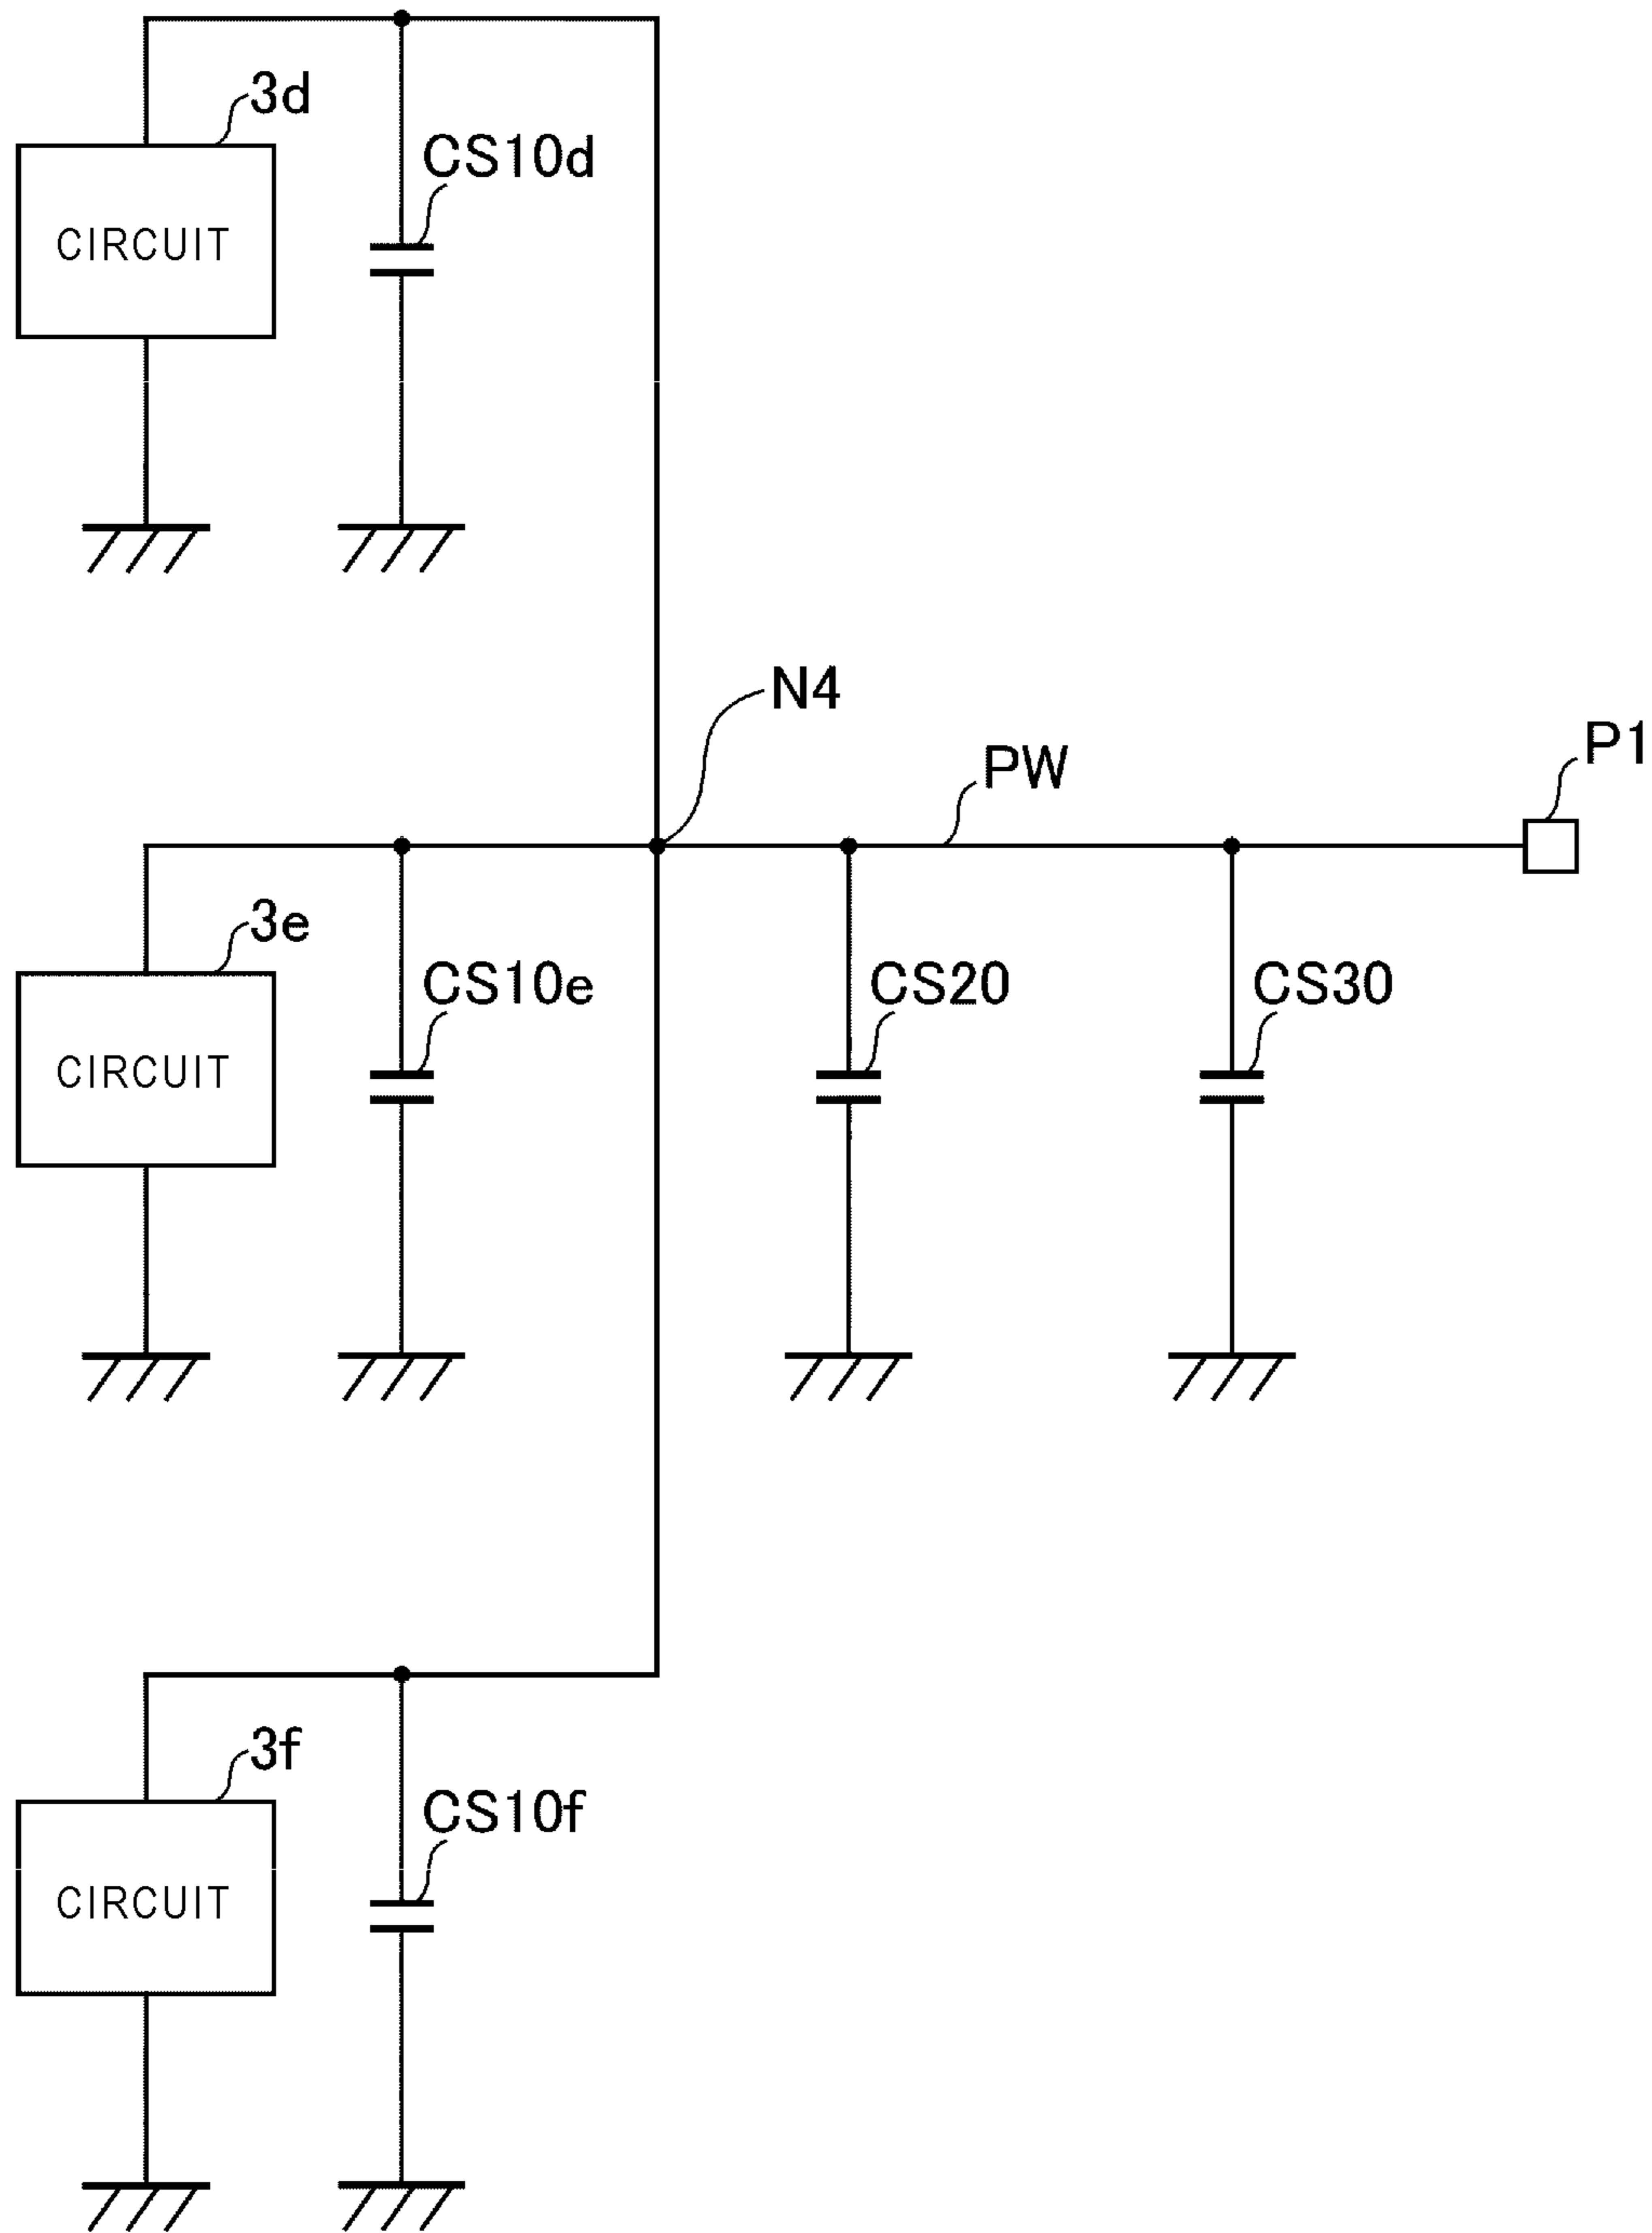 3d
CS10d
CIRCUIT
N4
PW
P1
3e
CS10e
CS20
CS30
CIRCUIT
3f
CS10f
CIRCUIT